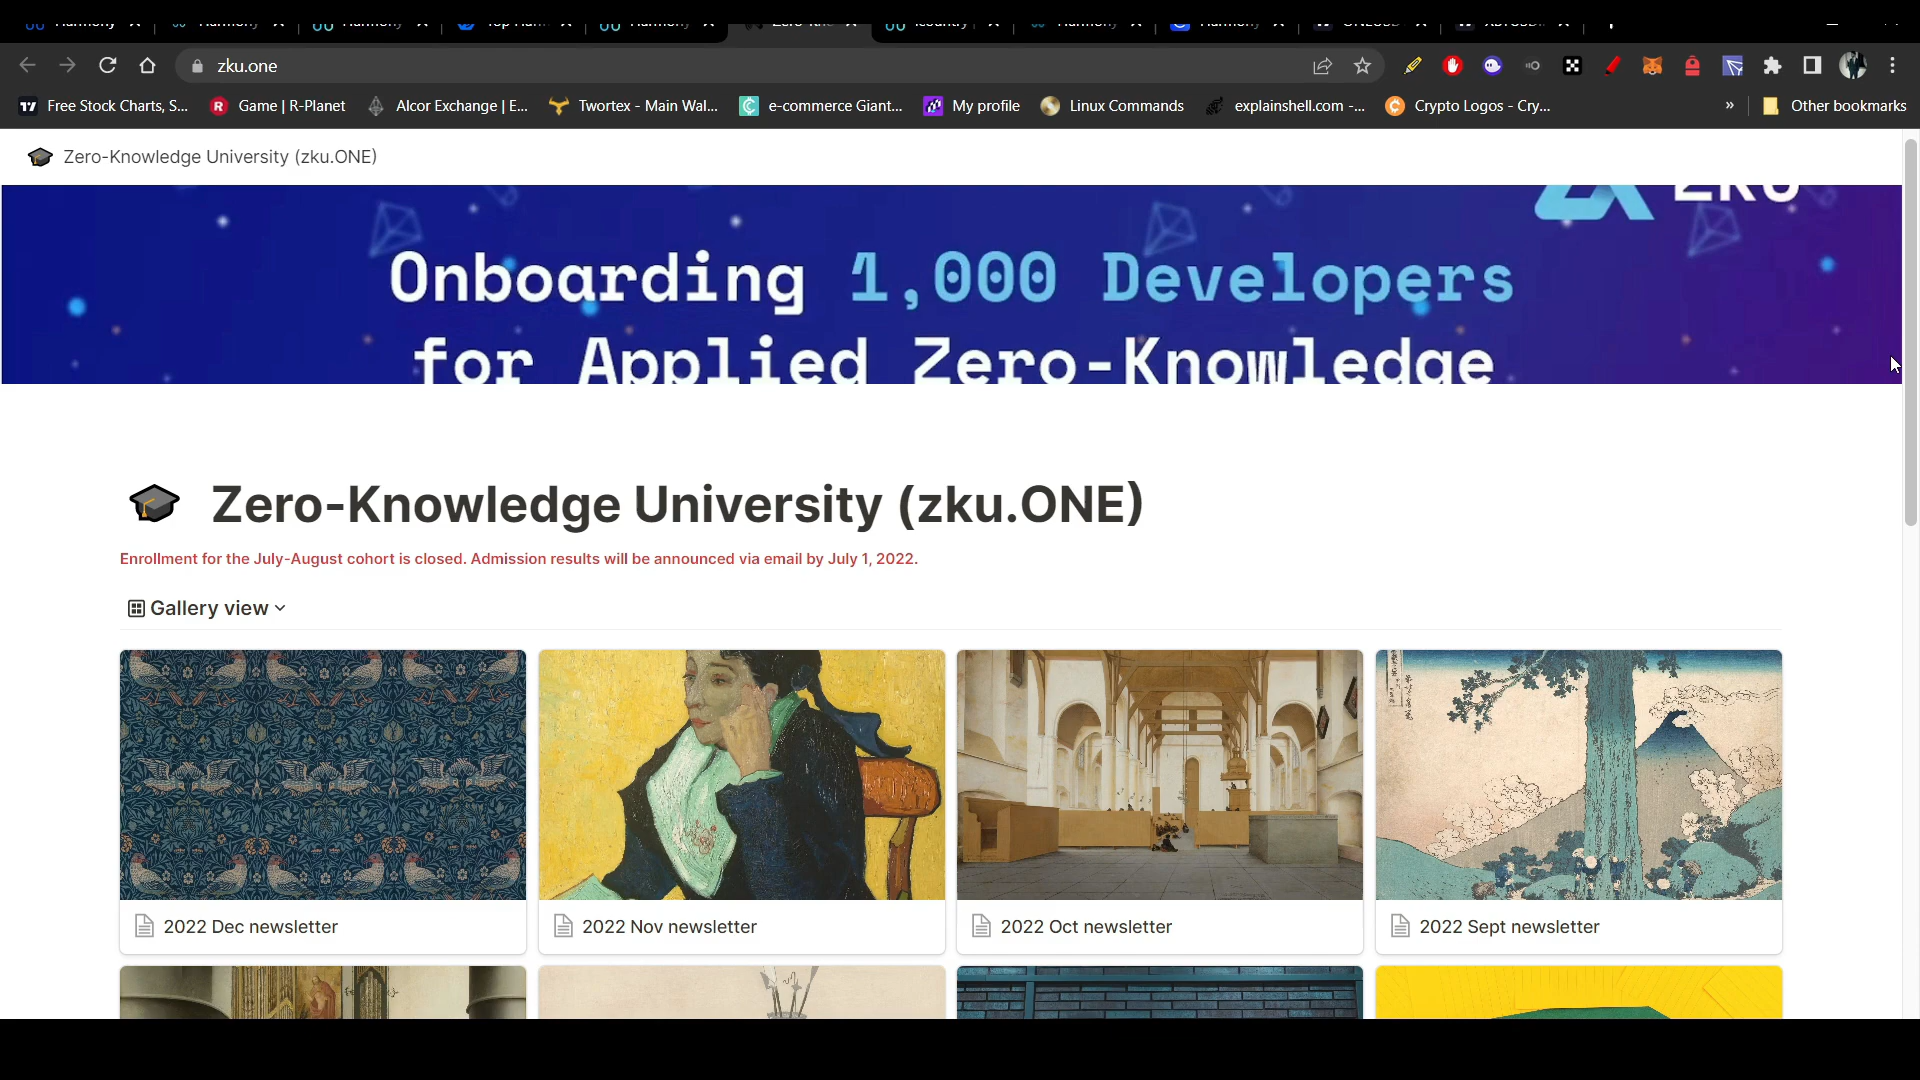 zku.one
Free Stock Charts, S... Game | R-Planet Alcor Exchange | E... Twortex - Main Wal... e-commerce Giant... My profile Linux Commands explainshell.com -... Crypto Logos - Cry... » Other bookmarks
Zero-Knowledge University (zku.ONE)
ZKU
Onboarding 1,000 Developers
for Applied Zero-Knowledge
Zero-Knowledge University (zku.ONE)
Enrollment for the July-August cohort is closed. Admission results will be announced via email by July 1, 2022.
Gallery view
2022 Dec newsletter 2022 Nov newsletter 2022 Oct newsletter 2022 Sept newsletter